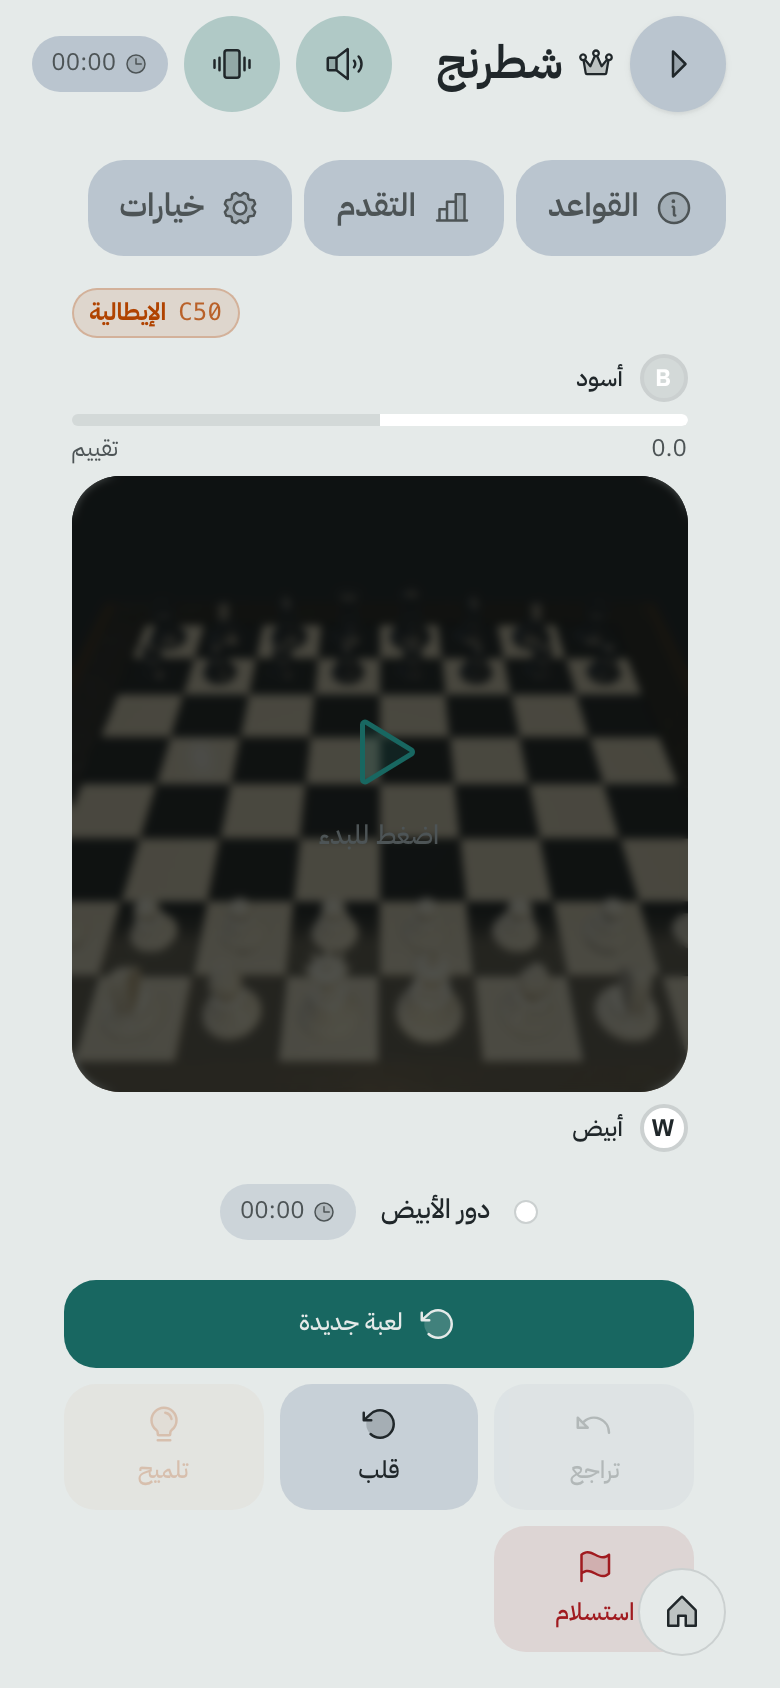 شطرنج
00:00
القواعد
التقدم
خيارات
C50 الإيطالية
B أسود
0.0
تقييم
اضغط للبدء
W أبيض
دور الأبيض
00:00
لعبة جديدة
تراجع
قلب
تلميح
استسلام